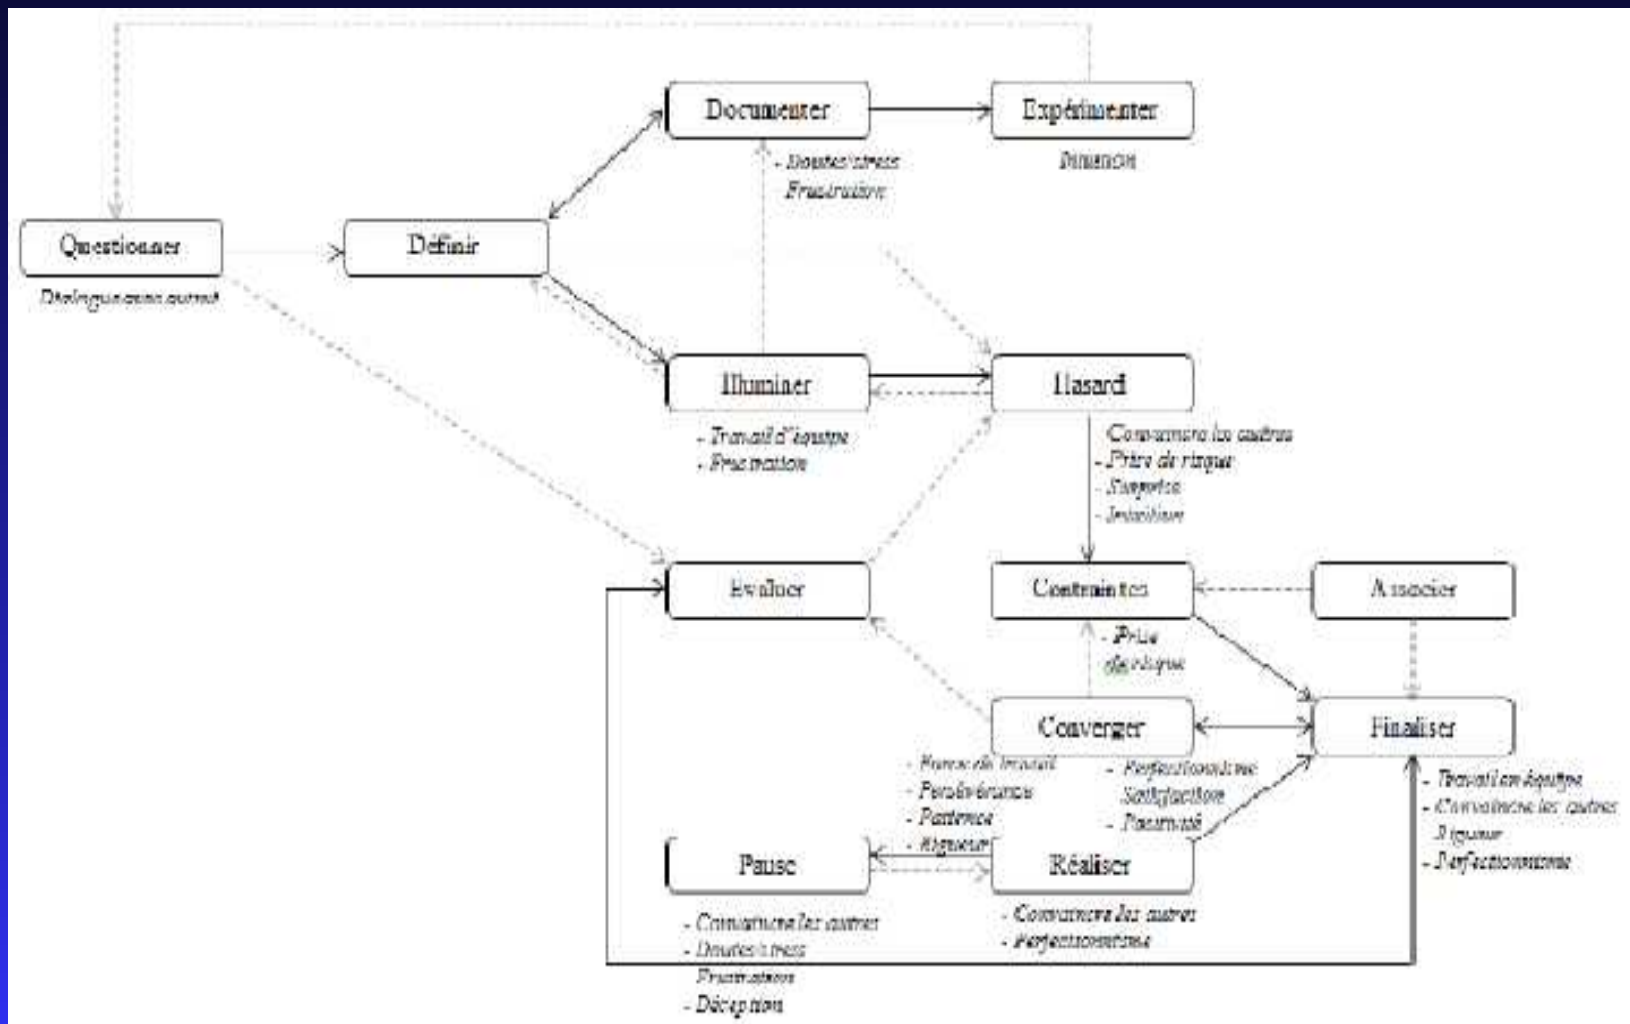 Documenter
Expérimenter
- Doutes/stress
Frustration
Questionner
Définir
Illuminer
Hasard
- Travail d'équipe
- Frustration
Convaincre les autres
- Prise de risque
- Surprise
- Intuition
Evaluer
Contraintes
Associer
- Prise
de risque
Converger
Finaliser
- Force de travail
- Persévérance
- Patience
- Rigueur
- Perfectionnisme
Satisfaction
- Positivité
- Travail en équipe
- Convaincre les autres
Rigueur
- Perfectionnisme
Pause
Réaliser
- Convaincre les autres
- Doutes/stress
Frustration
- Déception
- Convaincre les autres
- Perfectionnisme